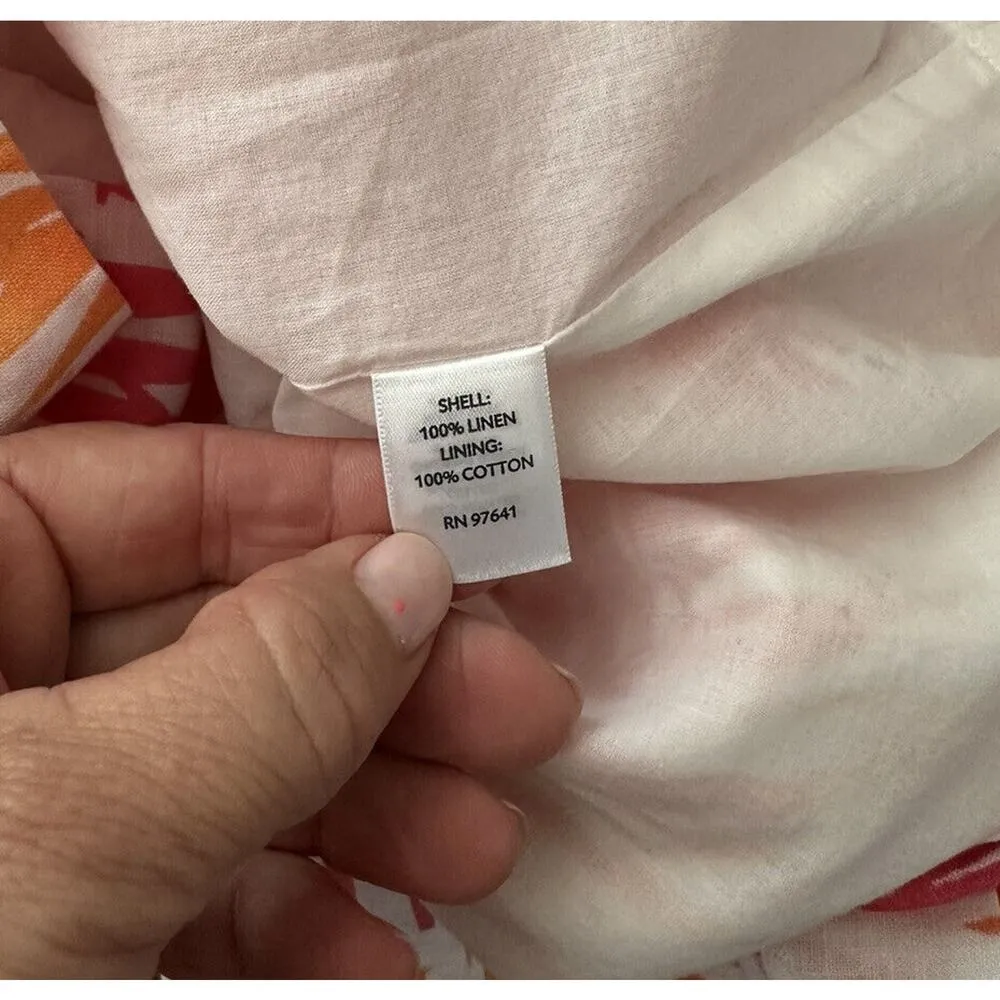 SHELL:
100% LINEN
LINING:
100% COTTON
RN 97641